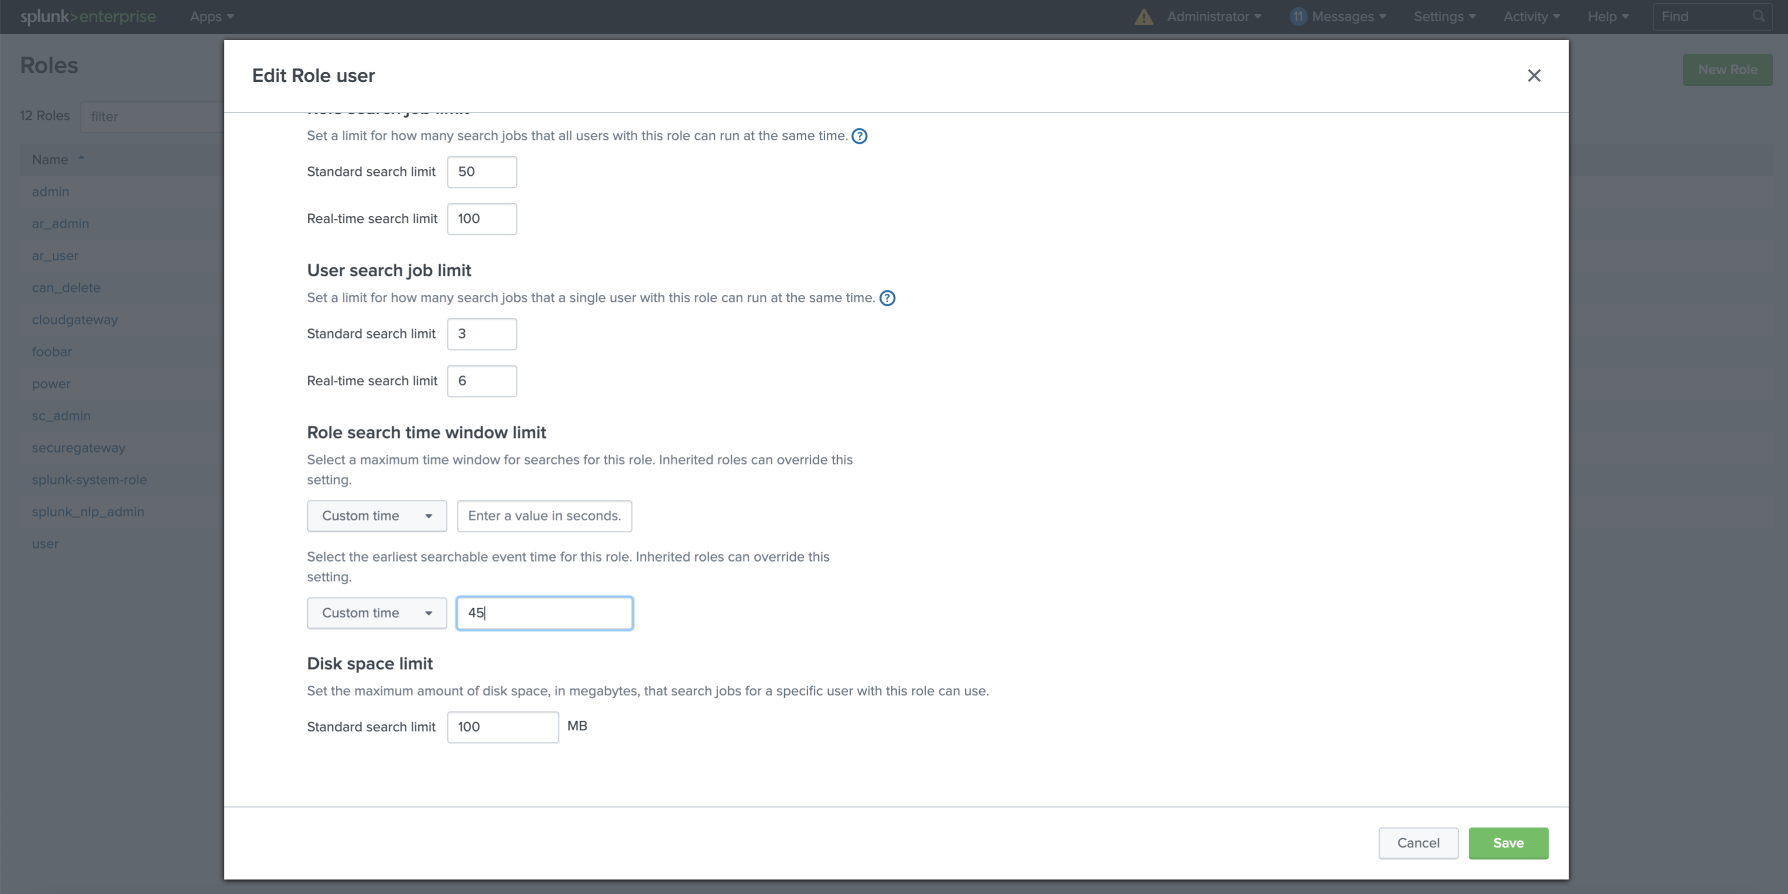 splunk>enterprise Apps Administrator 11 Messages Settings Activity Help Find
Roles
New Role
12 Roles filter
Name
admin
ar_admin
ar_user
can_delete
cloudgateway
foobar
power
sc_admin
securegateway
splunk-system-role
splunk_nlp_admin
user
Edit Role user
Role search job limit
Set a limit for how many search jobs that all users with this role can run at the same time. ?
Standard search limit 50
Real-time search limit 100
User search job limit
Set a limit for how many search jobs that a single user with this role can run at the same time. ?
Standard search limit 3
Real-time search limit 6
Role search time window limit
Select a maximum time window for searches for this role. Inherited roles can override this
setting.
Custom time Enter a value in seconds.
Select the earliest searchable event time for this role. Inherited roles can override this
setting.
Custom time 45
Disk space limit
Set the maximum amount of disk space, in megabytes, that search jobs for a specific user with this role can use.
Standard search limit 100 MB
Cancel Save